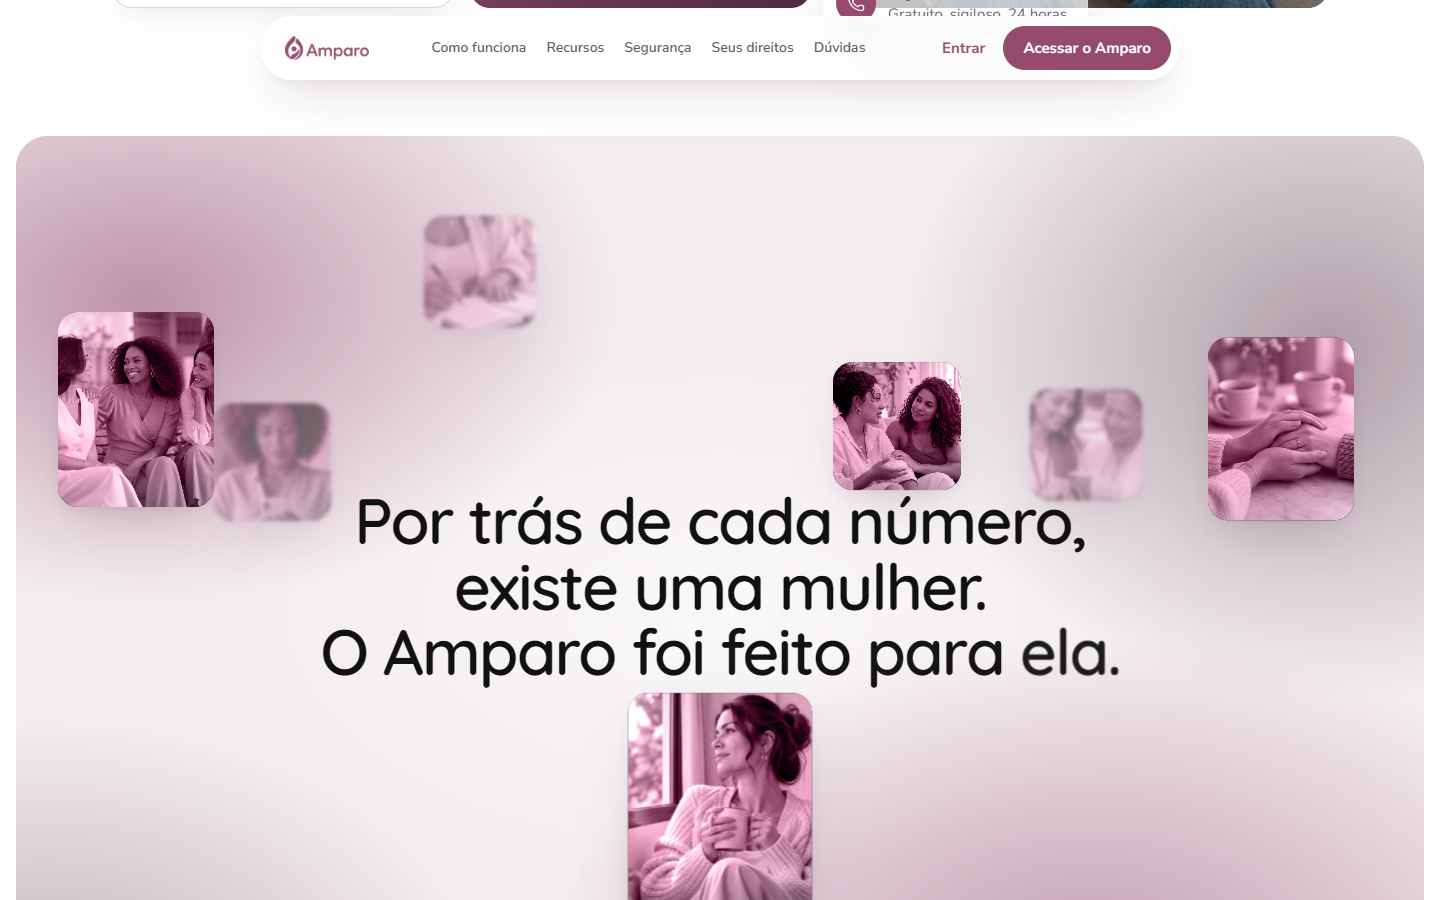 Gratuito, sigiloso, 24 horas
Amparo
Como funciona
Recursos
Segurança
Seus direitos
Dúvidas
Entrar
Acessar o Amparo
Por trás de cada número,
existe uma mulher.
O Amparo foi feito para ela.